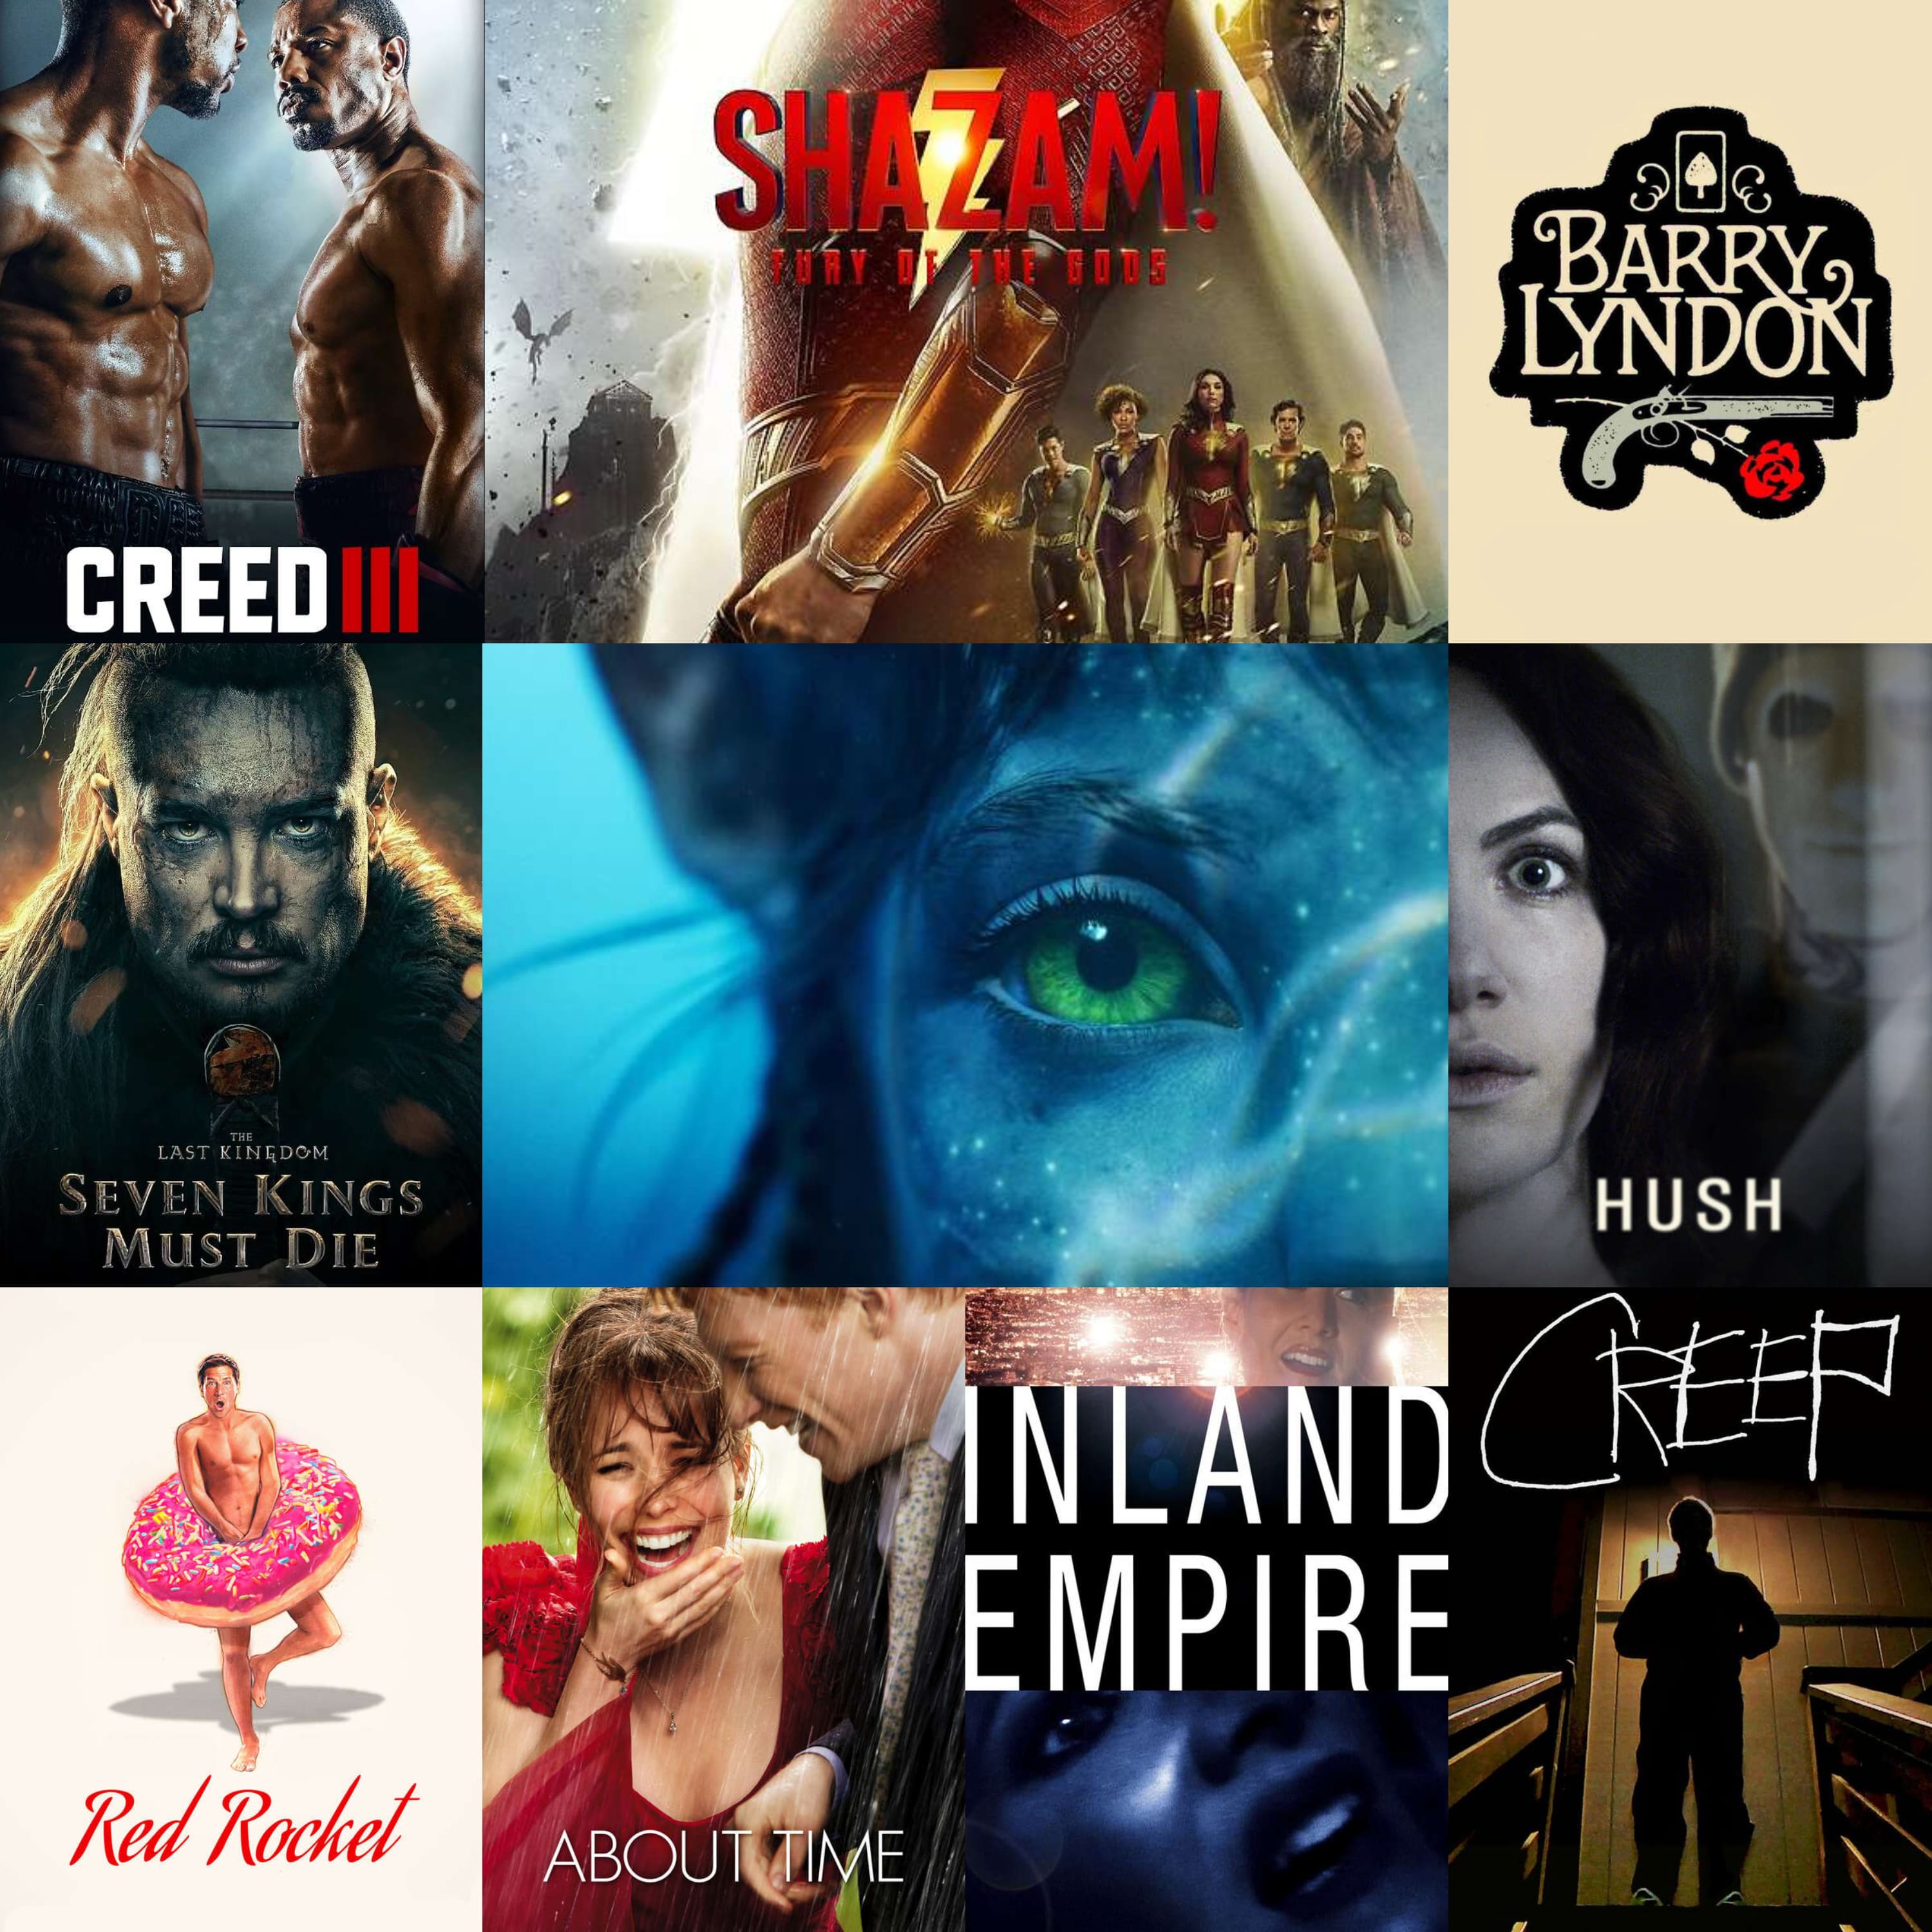 CREED III
SHAZAM!
FURY OF THE GODS
BARRY
LYNDON
THE
LAST KINGDOM
SEVEN KINGS
MUST DIE
HUSH
Red Rocket
ABOUT TIME
INLAND
EMPIRE
CREEP